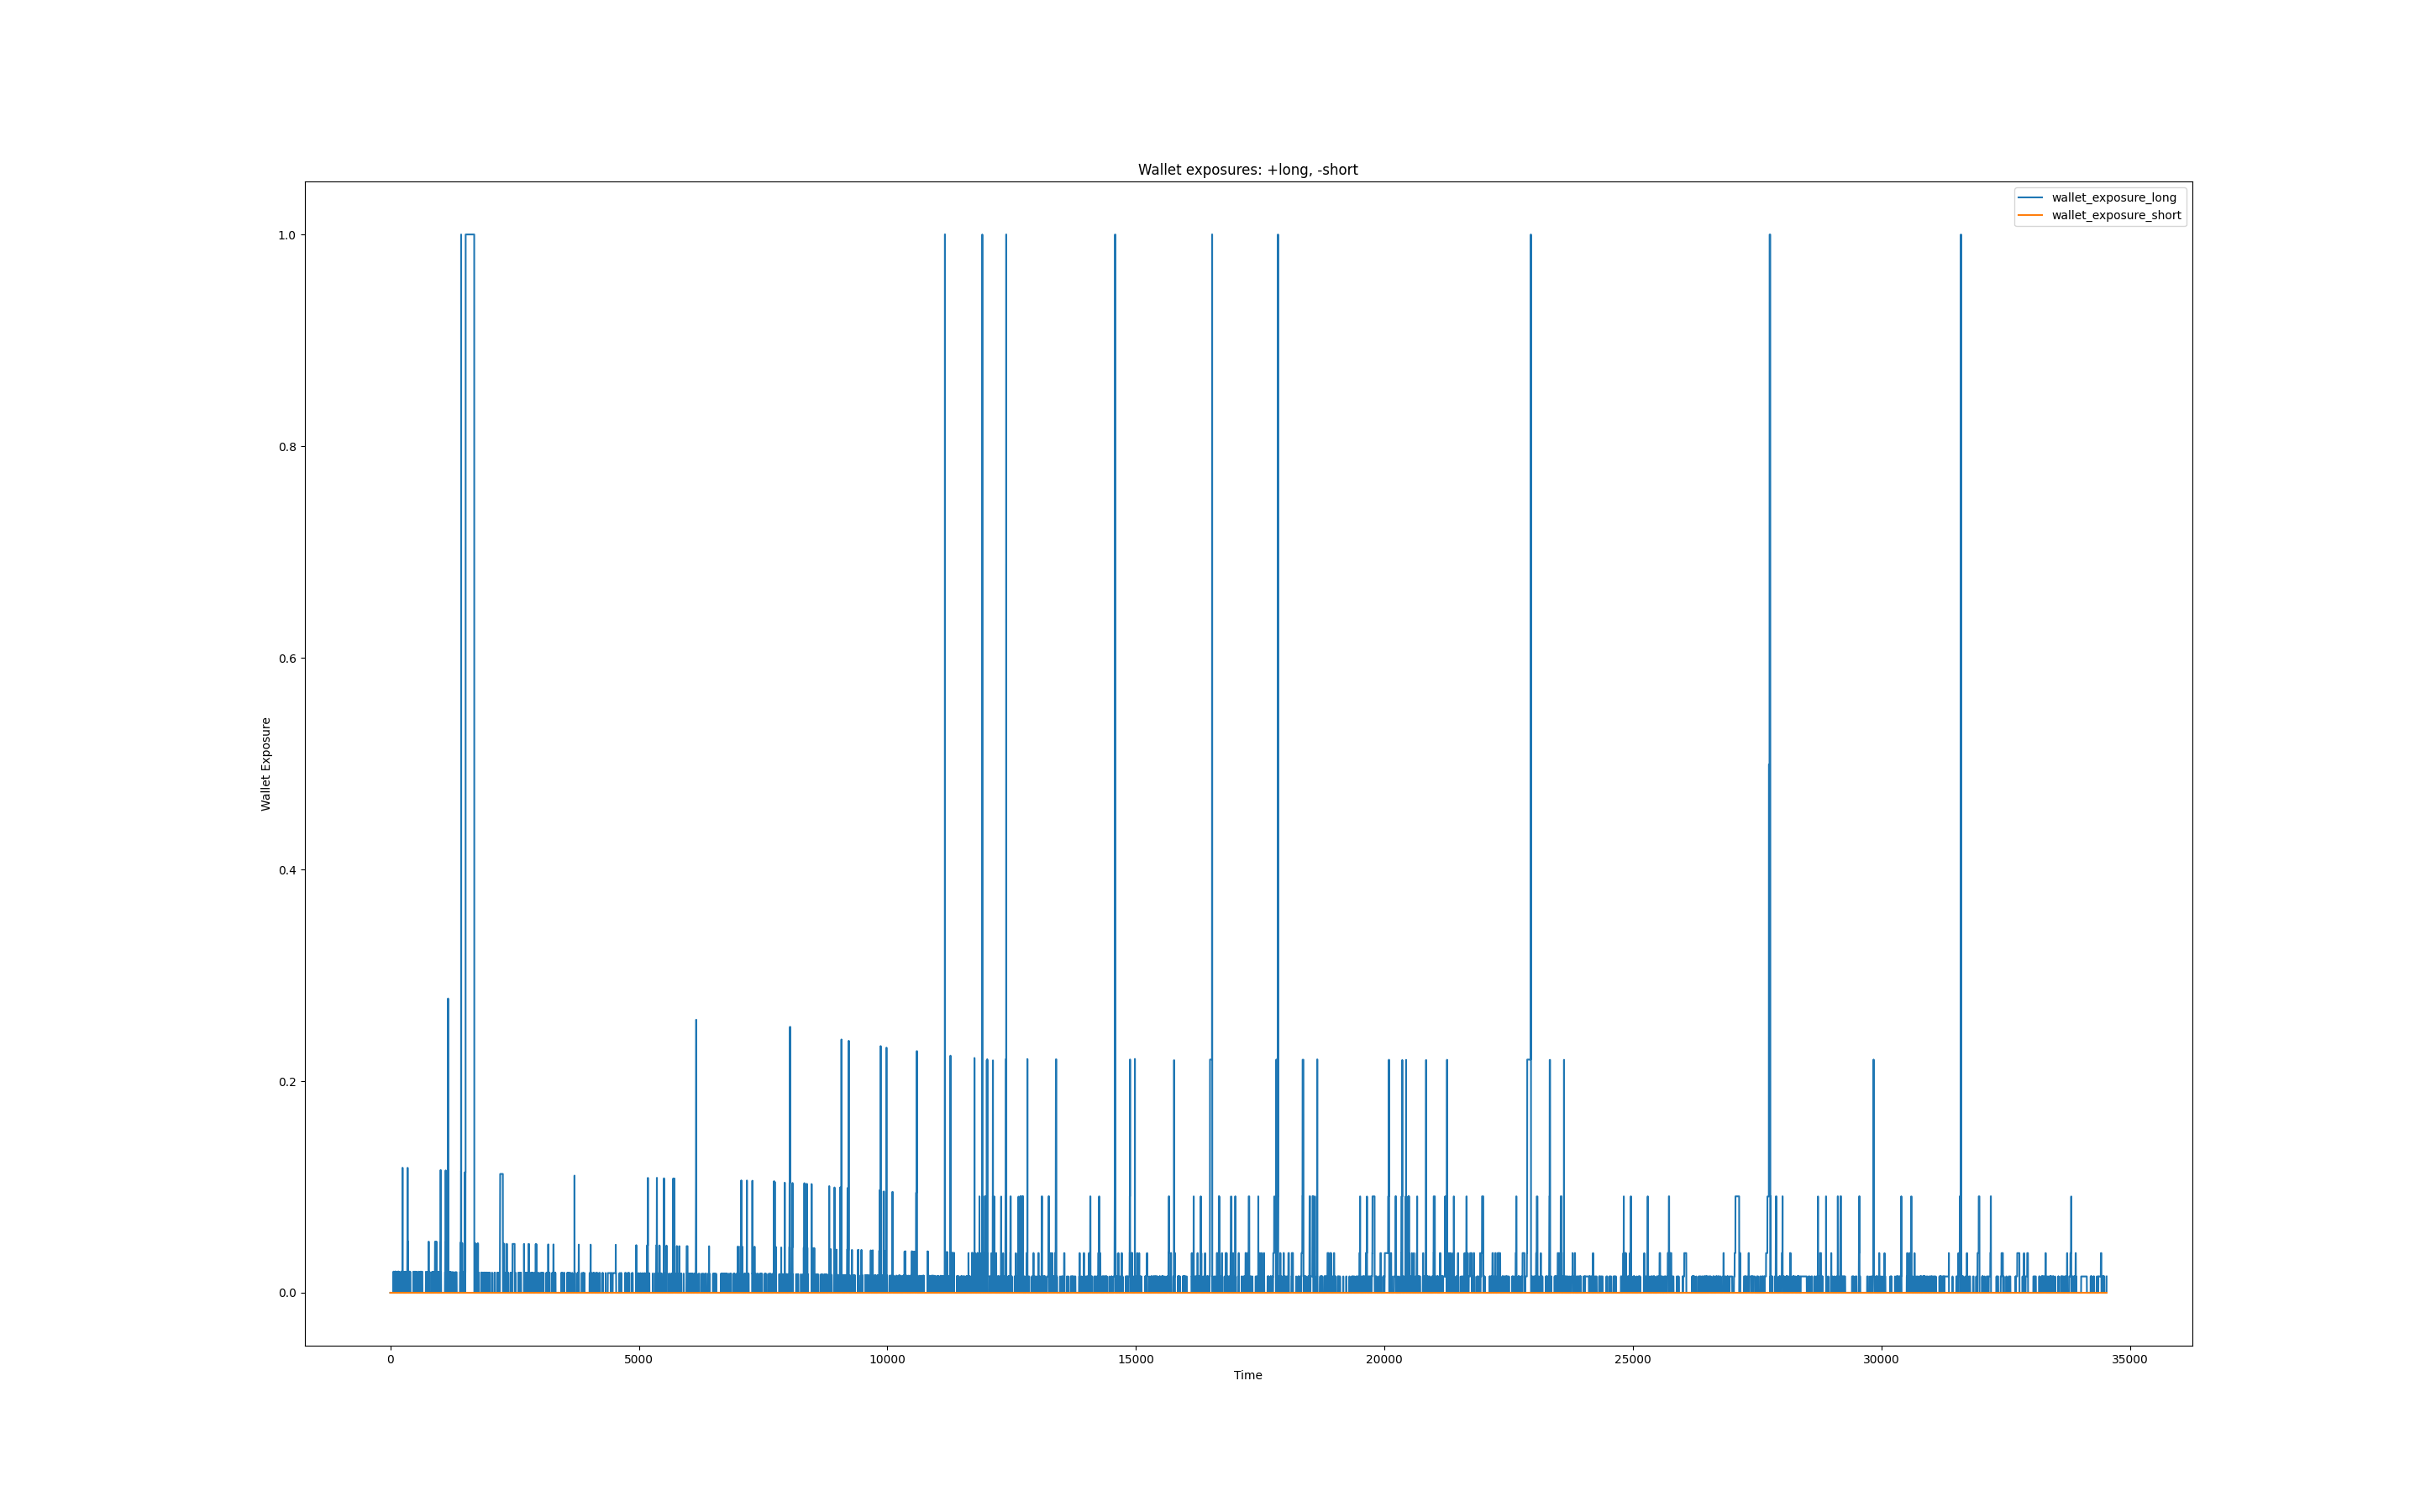 Wallet exposures: +long, -short
wallet_exposure_long
wallet_exposure_short
1.0
0.8
0.6
0.4
0.2
0.0
Wallet Exposure
0 5000 10000 15000 20000 25000 30000 35000
Time